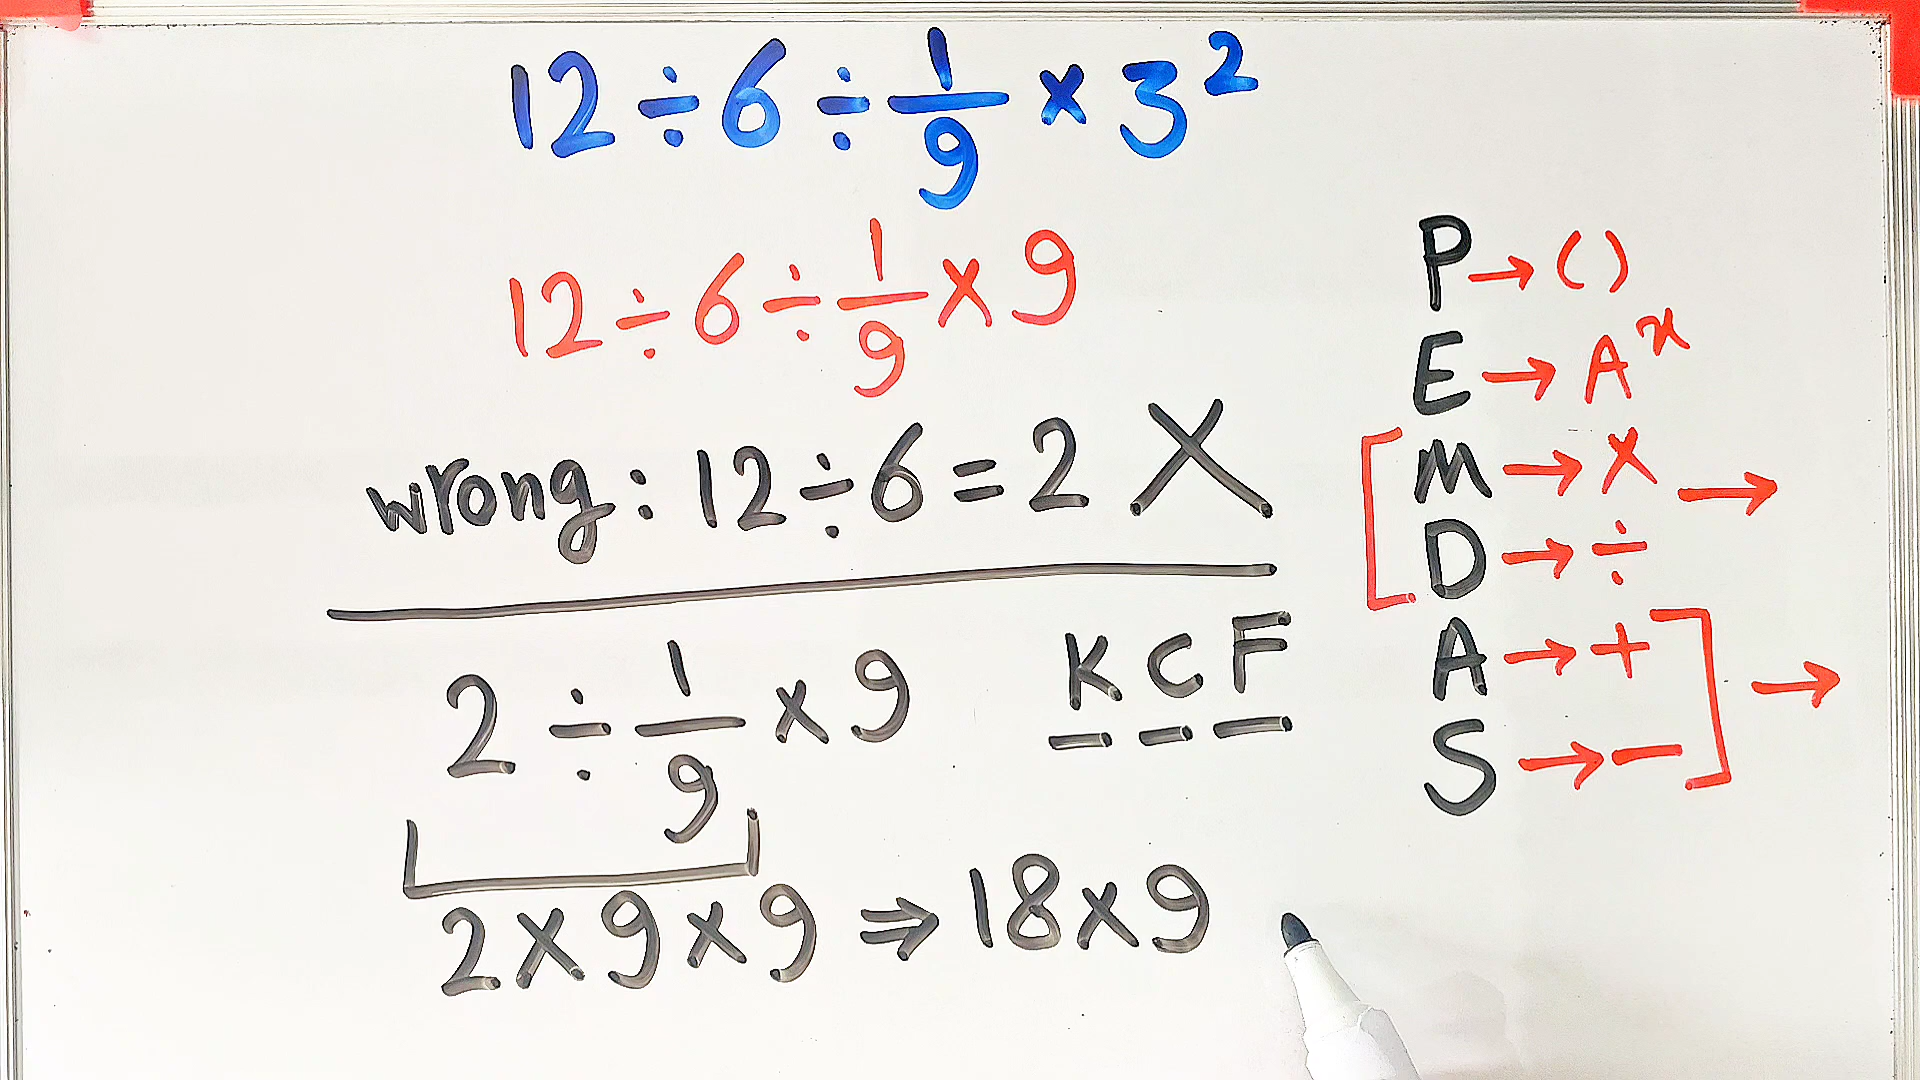 12 ÷ 6 ÷ 1/9 × 3²
12 ÷ 6 ÷ 1/9 × 9
wrong: 12 ÷ 6 = 2 X
2 ÷ 1/9 × 9
K C F
2 × 9 × 9 ⇒ 18 × 9
P → ( )
E → A^x
M → × →
D → ÷
A → + →
S → −